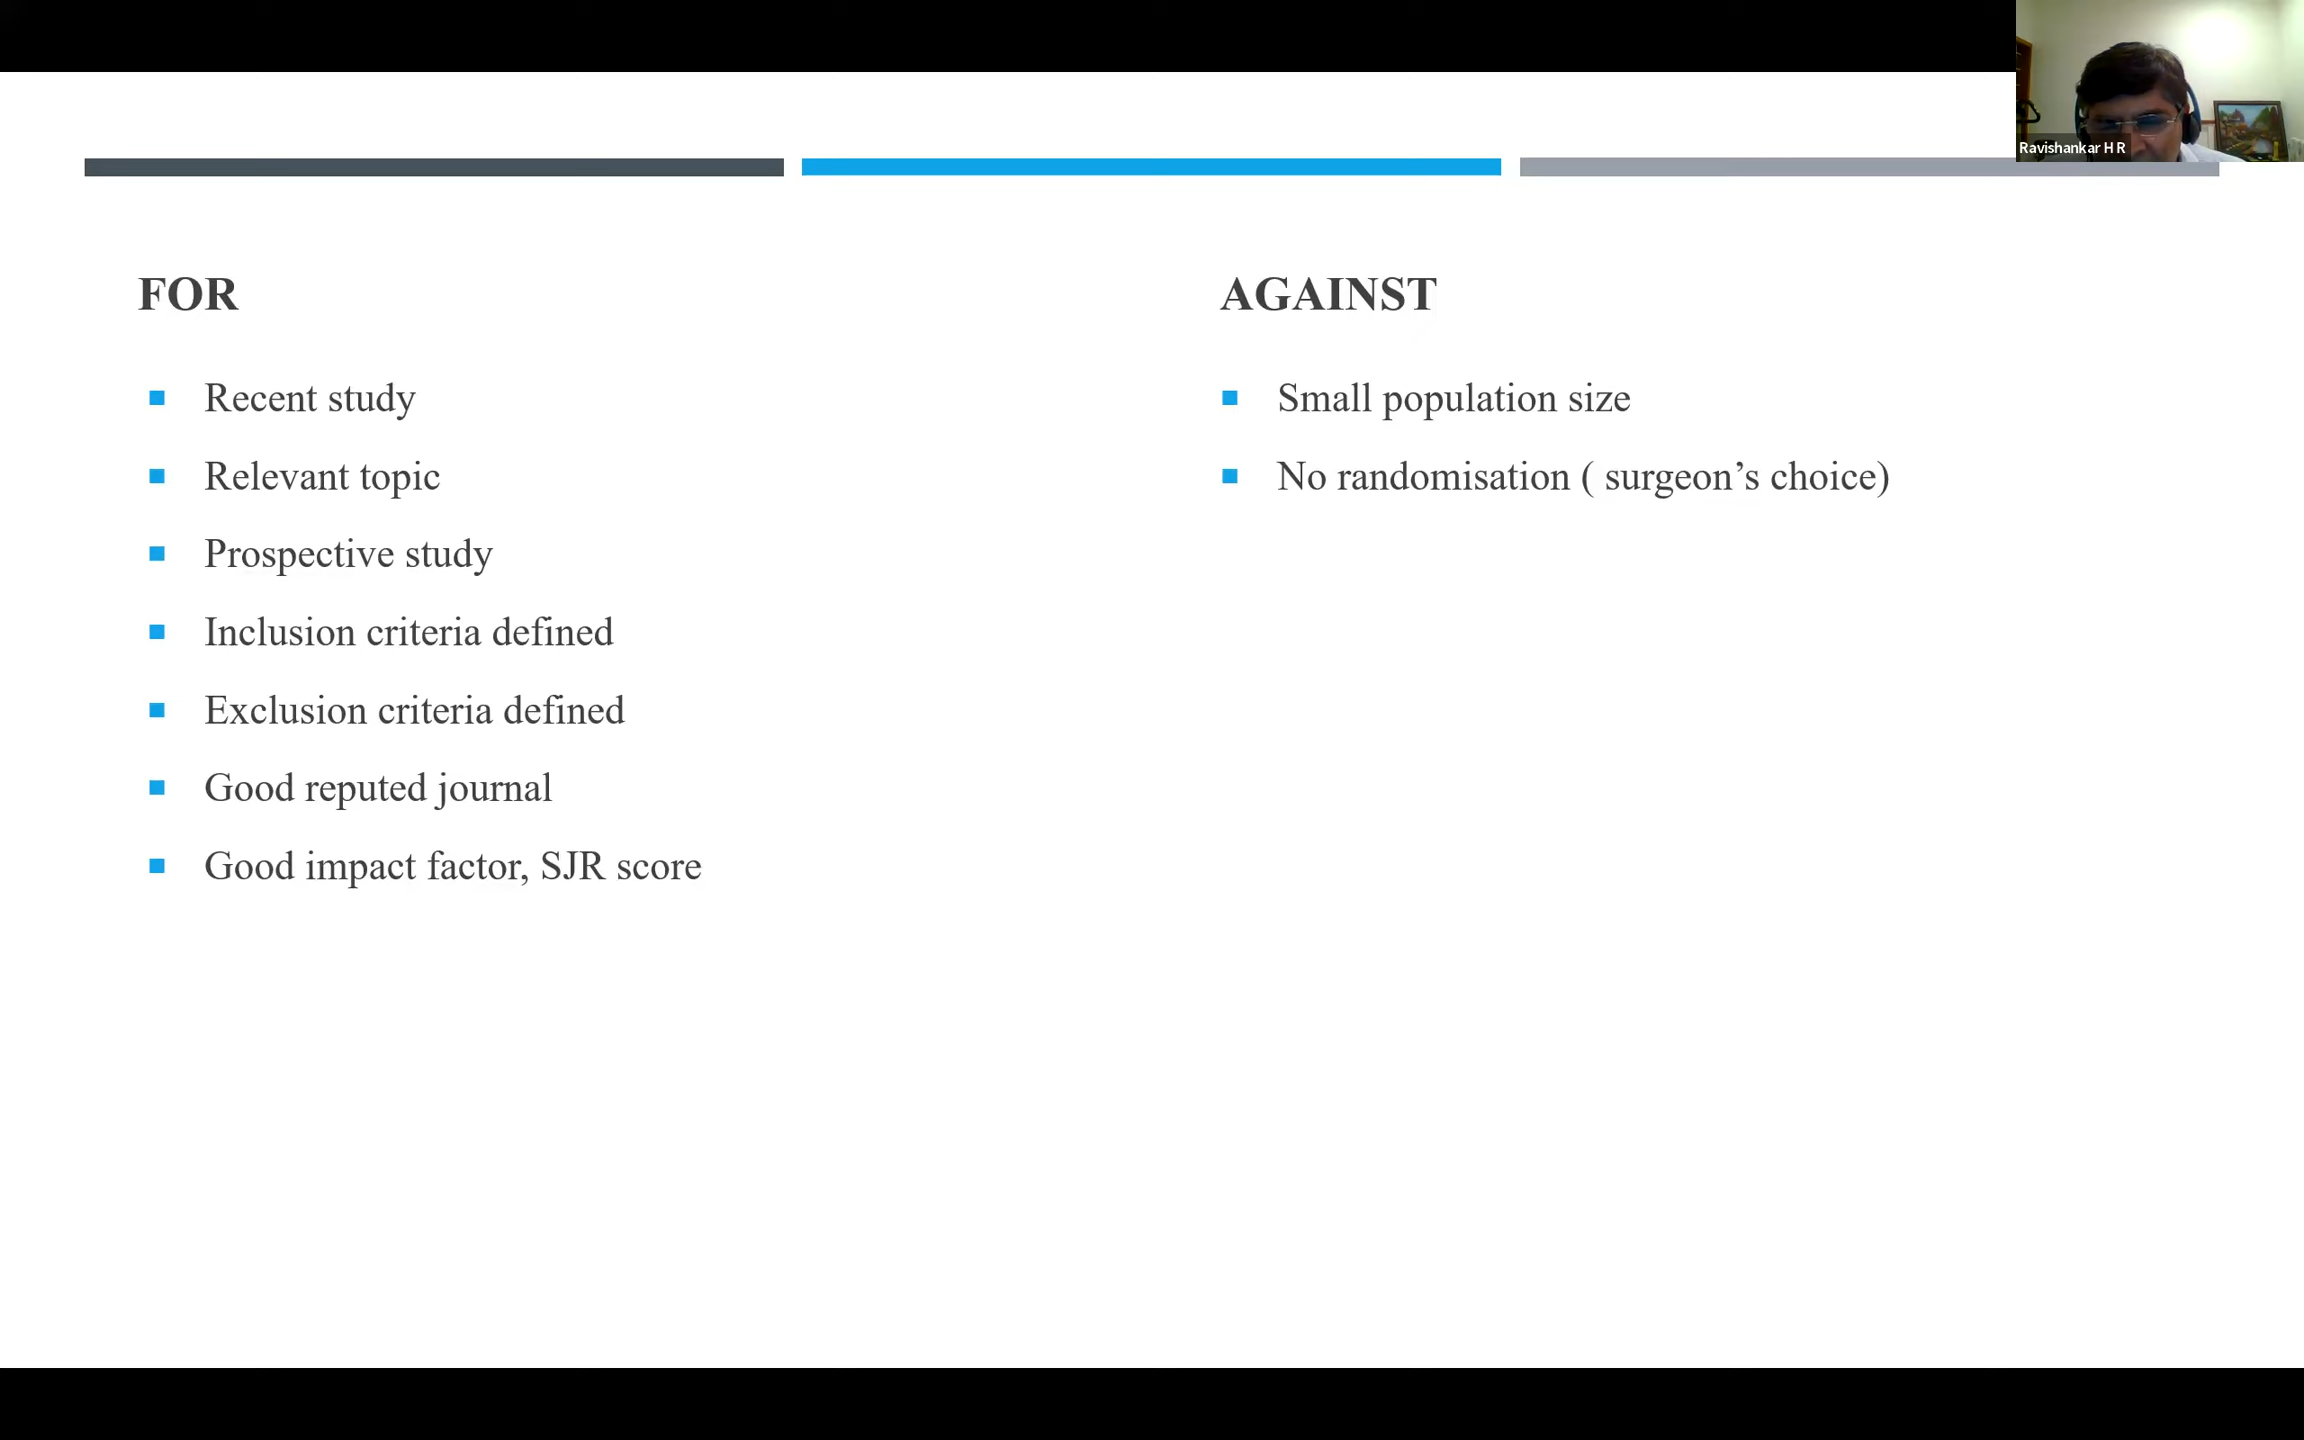 Ravishankar H R
FOR
Recent study
Relevant topic
Prospective study
Inclusion criteria defined
Exclusion criteria defined
Good reputed journal
Good impact factor, SJR score
AGAINST
Small population size
No randomisation ( surgeon’s choice)